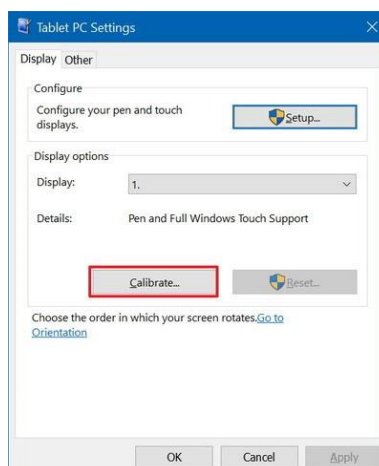 Tablet PC Settings
Display Other
Configure
Configure your pen and touch
displays.
Setup...
Display options
Display: 1.
Details: Pen and Full Windows Touch Support
Calibrate... Reset...
Choose the order in which your screen rotates.Go to
Orientation
OK Cancel Apply